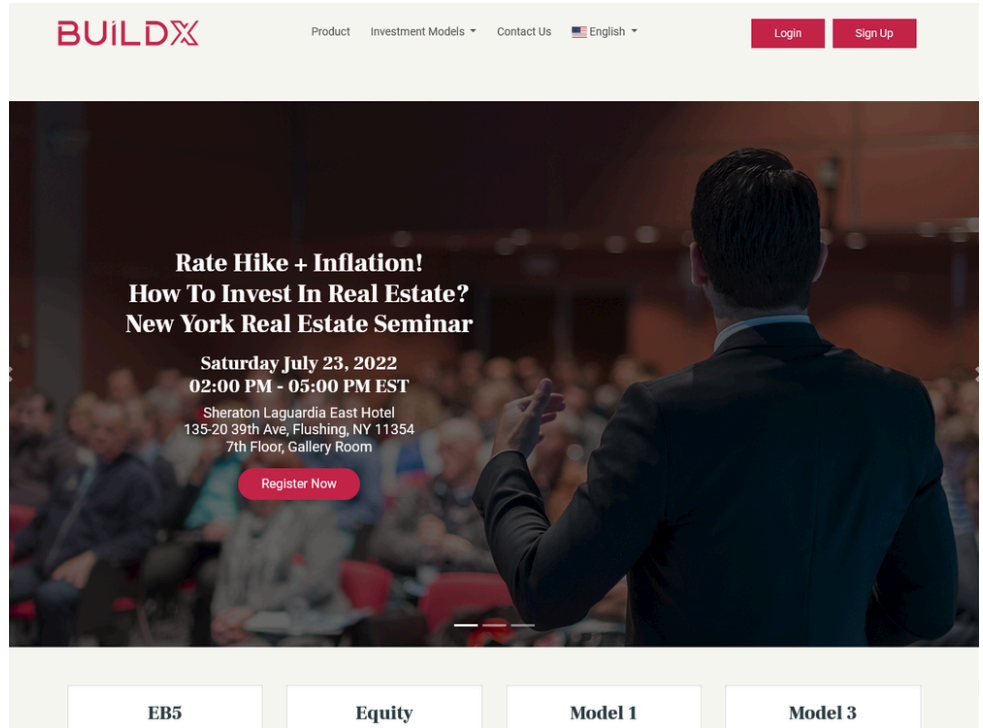 BUILDX
Product Investment Models Contact Us English Login Sign Up
Rate Hike + Inflation!
How To Invest In Real Estate?
New York Real Estate Seminar
Saturday July 23, 2022
02:00 PM - 05:00 PM EST
Sheraton Laguardia East Hotel
135-20 39th Ave, Flushing, NY 11354
7th Floor, Gallery Room
Register Now
EB5 Equity Model 1 Model 3